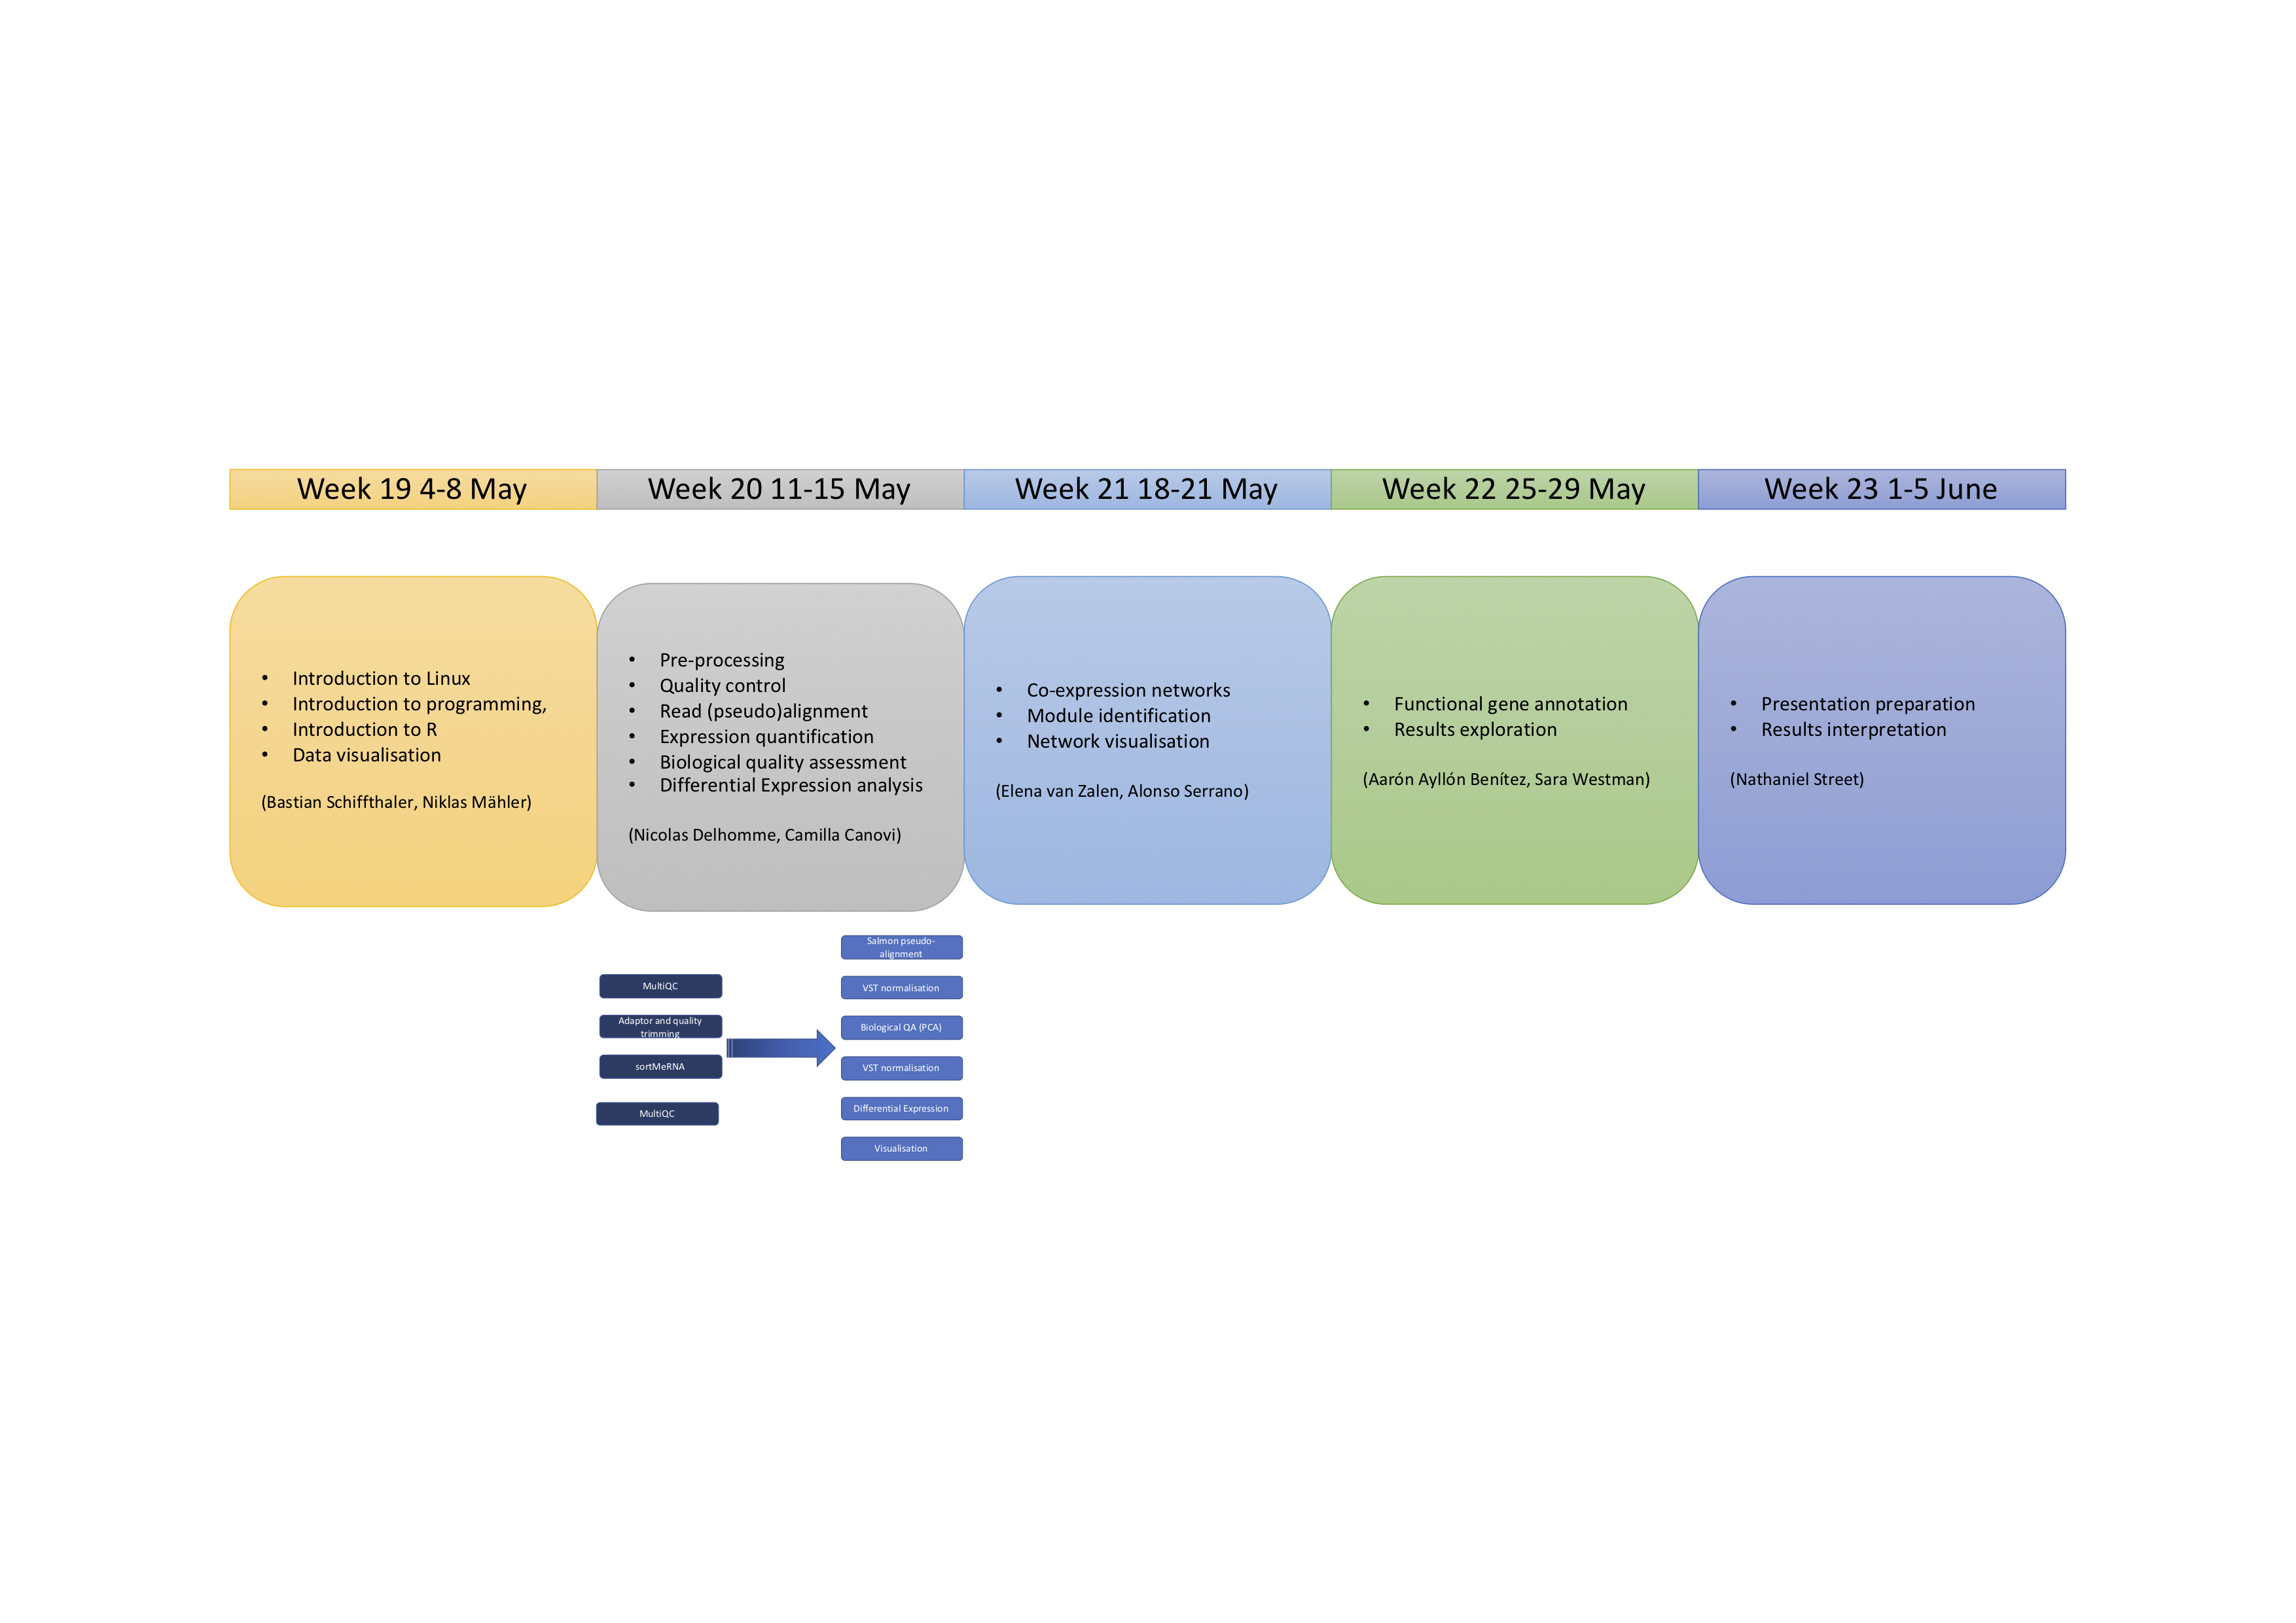 Week 19 4-8 May
Week 20 11-15 May
Week 21 18-21 May
Week 22 25-29 May
Week 23 1-5 June
• Introduction to Linux
• Introduction to programming,
• Introduction to R
• Data visualisation
(Bastian Schiffthaler, Niklas Mähler)
• Pre-processing
• Quality control
• Read (pseudo)alignment
• Expression quantification
• Biological quality assessment
• Differential Expression analysis
(Nicolas Delhomme, Camilla Canovi)
• Co-expression networks
• Module identification
• Network visualisation
(Elena van Zalen, Alonso Serrano)
• Functional gene annotation
• Results exploration
(Aarón Ayllón Benítez, Sara Westman)
• Presentation preparation
• Results interpretation
(Nathaniel Street)
MultiQC
Adaptor and quality
trimming
sortMeRNA
MultiQC
Salmon pseudo-
alignment
VST normalisation
Biological QA (PCA)
VST normalisation
Differential Expression
Visualisation